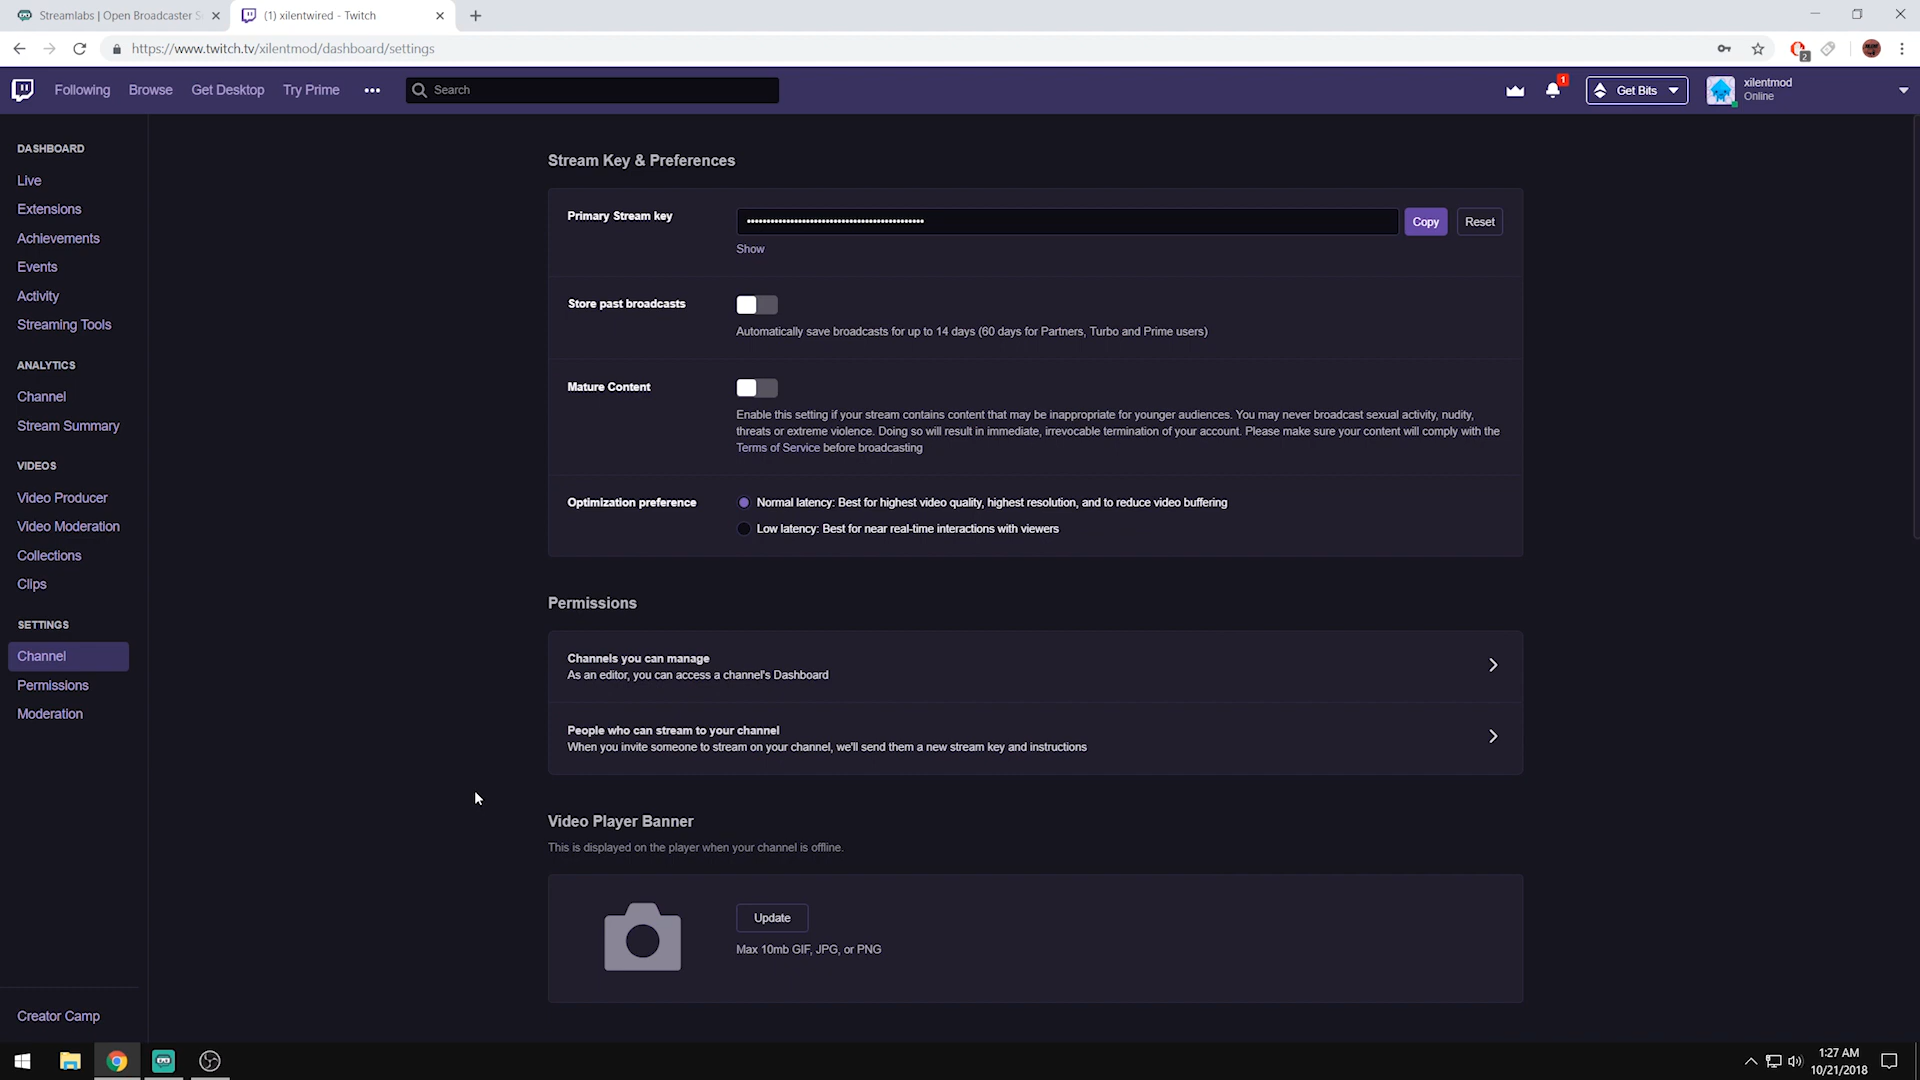 Streamlabs | Open Broadcaster S
(1) xilentwired - Twitch
https://www.twitch.tv/xilentmod/dashboard/settings
2
Following
Browse
Get Desktop
Try Prime
Search
1
Get Bits
xilentmod
Online
DASHBOARD
Live
Extensions
Achievements
Events
Activity
Streaming Tools
ANALYTICS
Channel
Stream Summary
VIDEOS
Video Producer
Video Moderation
Collections
Clips
SETTINGS
Channel
Permissions
Moderation
Creator Camp
Stream Key & Preferences
Primary Stream key
Copy
Reset
Show
Store past broadcasts
Automatically save broadcasts for up to 14 days (60 days for Partners, Turbo and Prime users)
Mature Content
Enable this setting if your stream contains content that may be inappropriate for younger audiences. You may never broadcast sexual activity, nudity,
threats or extreme violence. Doing so will result in immediate, irrevocable termination of your account. Please make sure your content will comply with the
Terms of Service before broadcasting
Optimization preference
Normal latency: Best for highest video quality, highest resolution, and to reduce video buffering
Low latency: Best for near real-time interactions with viewers
Permissions
Channels you can manage
As an editor, you can access a channel's Dashboard
People who can stream to your channel
When you invite someone to stream on your channel, we'll send them a new stream key and instructions
Video Player Banner
This is displayed on the player when your channel is offline.
Update
Max 10mb GIF, JPG, or PNG
1:27 AM
10/21/2018